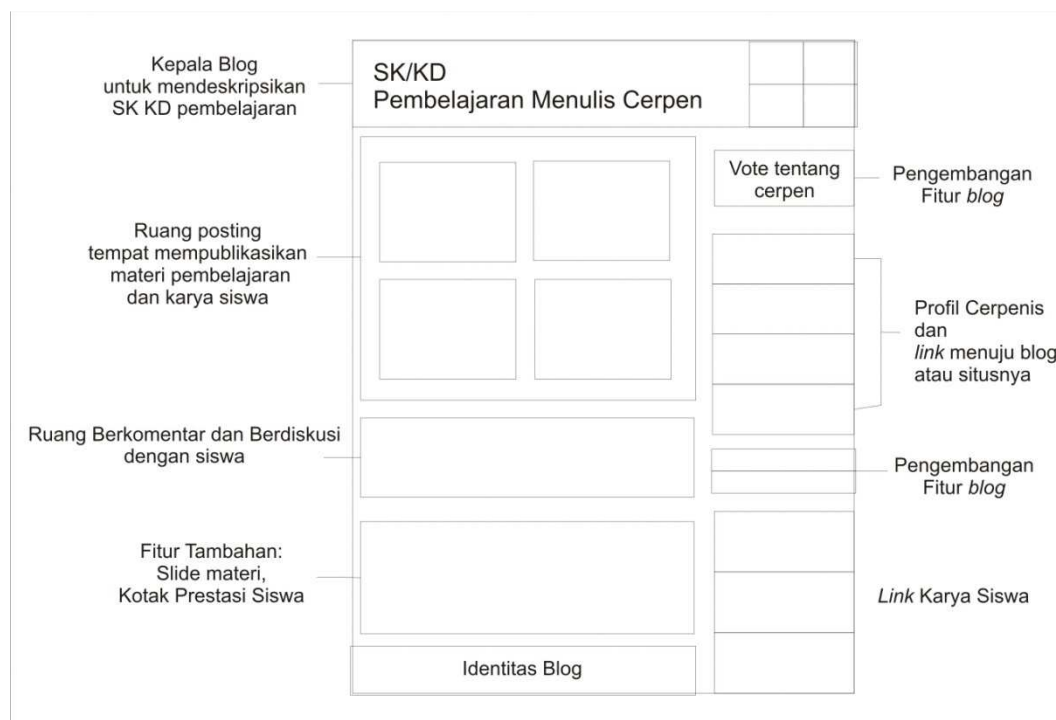 Kepala Blog
untuk mendeskripsikan
SK KD pembelajaran
SK/KD
Pembelajaran Menulis Cerpen
Vote tentang
cerpen
Pengembangan
Fitur blog
Ruang posting
tempat mempublikasikan
materi pembelajaran
dan karya siswa
Profil Cerpenis
dan
link menuju blog
atau situsnya
Ruang Berkomentar dan Berdiskusi
dengan siswa
Pengembangan
Fitur blog
Fitur Tambahan:
Slide materi,
Kotak Prestasi Siswa
Link Karya Siswa
Identitas Blog